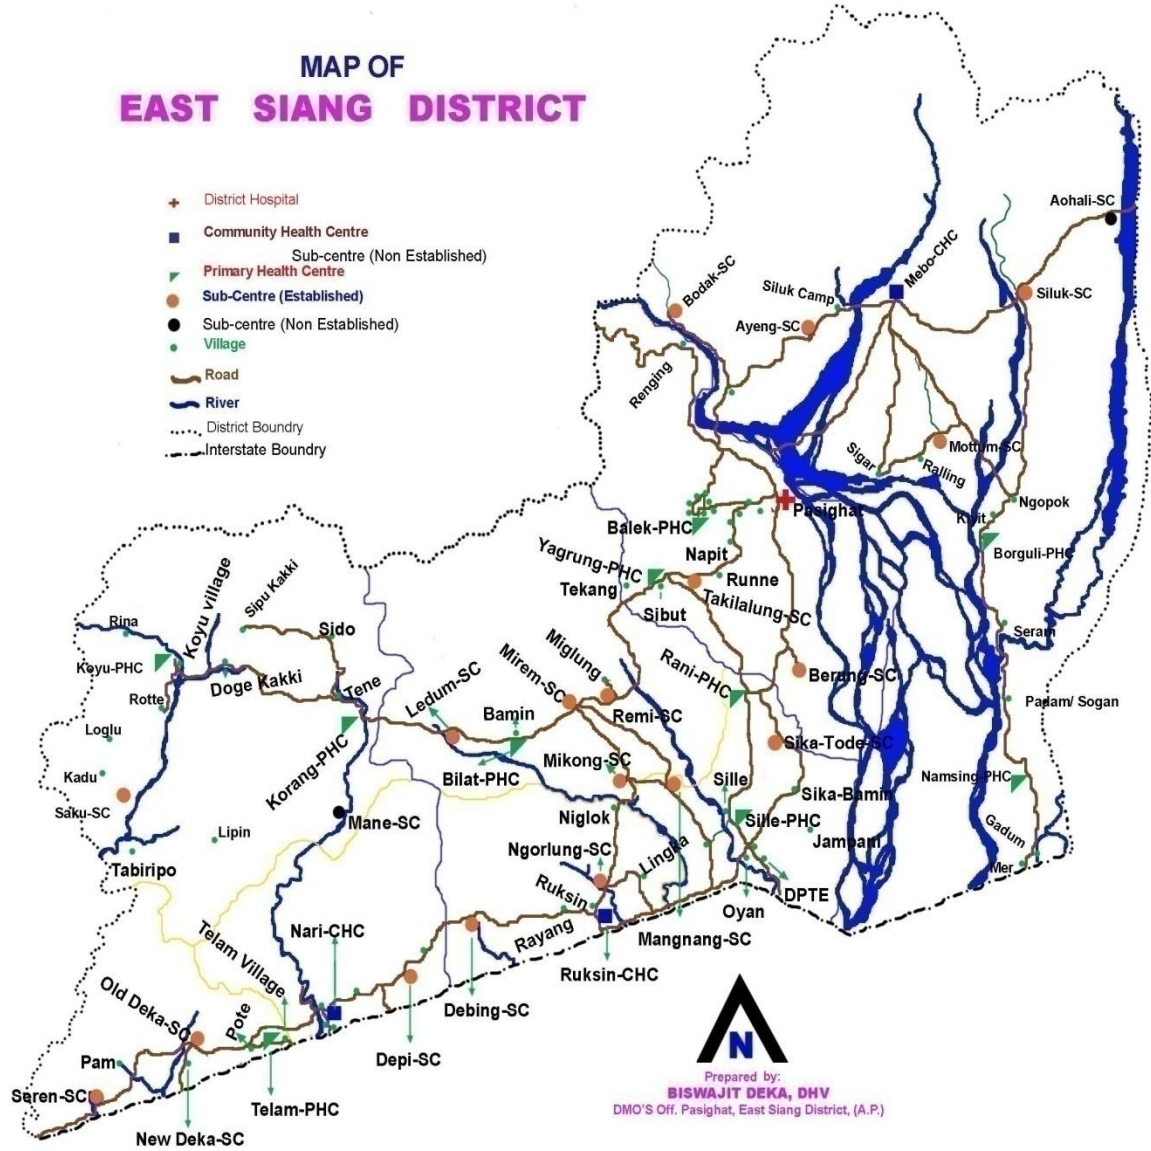 MAP OF
EAST SIANG DISTRICT
District Hospital
Community Health Centre
Sub-centre (Non Established)
Primary Health Centre
Sub-Centre (Established)
Sub-centre (Non Established)
Village
Road
River
District Boundry
Interstate Boundry
Aohali-SC
Mebo-CHC
Bodak-SC
Siluk Camp
Siluk-SC
Ayeng-SC
Renging
Mottum-SC
Sigar
Ralling
Pasighat
Ngopok
Kiyit
Balek-PHC
Borguli-PHC
Napit
Yagrung-PHC
Runne
Tekang
Takilalung-SC
Sibut
Seram
Koyu village
Sipu Kakki
Rina
Sido
Koyu-PHC
Doge Kakki
Tene
Rotte
Miglung
Mirem-SC
Rani-PHC
Berung-SC
Ledum-SC
Bamin
Remi-SC
Padam/ Sogan
Loglu
Korang-PHC
Sika-Tode-SC
Mikong-SC
Bilat-PHC
Sille
Namsing-PHC
Kadu
Sika-Bamin
Saku-SC
Mane-SC
Niglok
Sille-PHC
Lipin
Jampani
Gadum
Tabiripo
Ngorlung-SC
Lingka
Mer
Ruksin
DPTE
Oyan
Nari-CHC
Telam Village
Rayang
Mangnang-SC
Ruksin-CHC
Old Deka-SC
Pote
Debing-SC
Depi-SC
Pam
Seren-SC
Telam-PHC
New Deka-SC
N
Prepared by:
BISWAJIT DEKA, DHV
DMO'S Off. Pasighat, East Siang District, (A.P.)